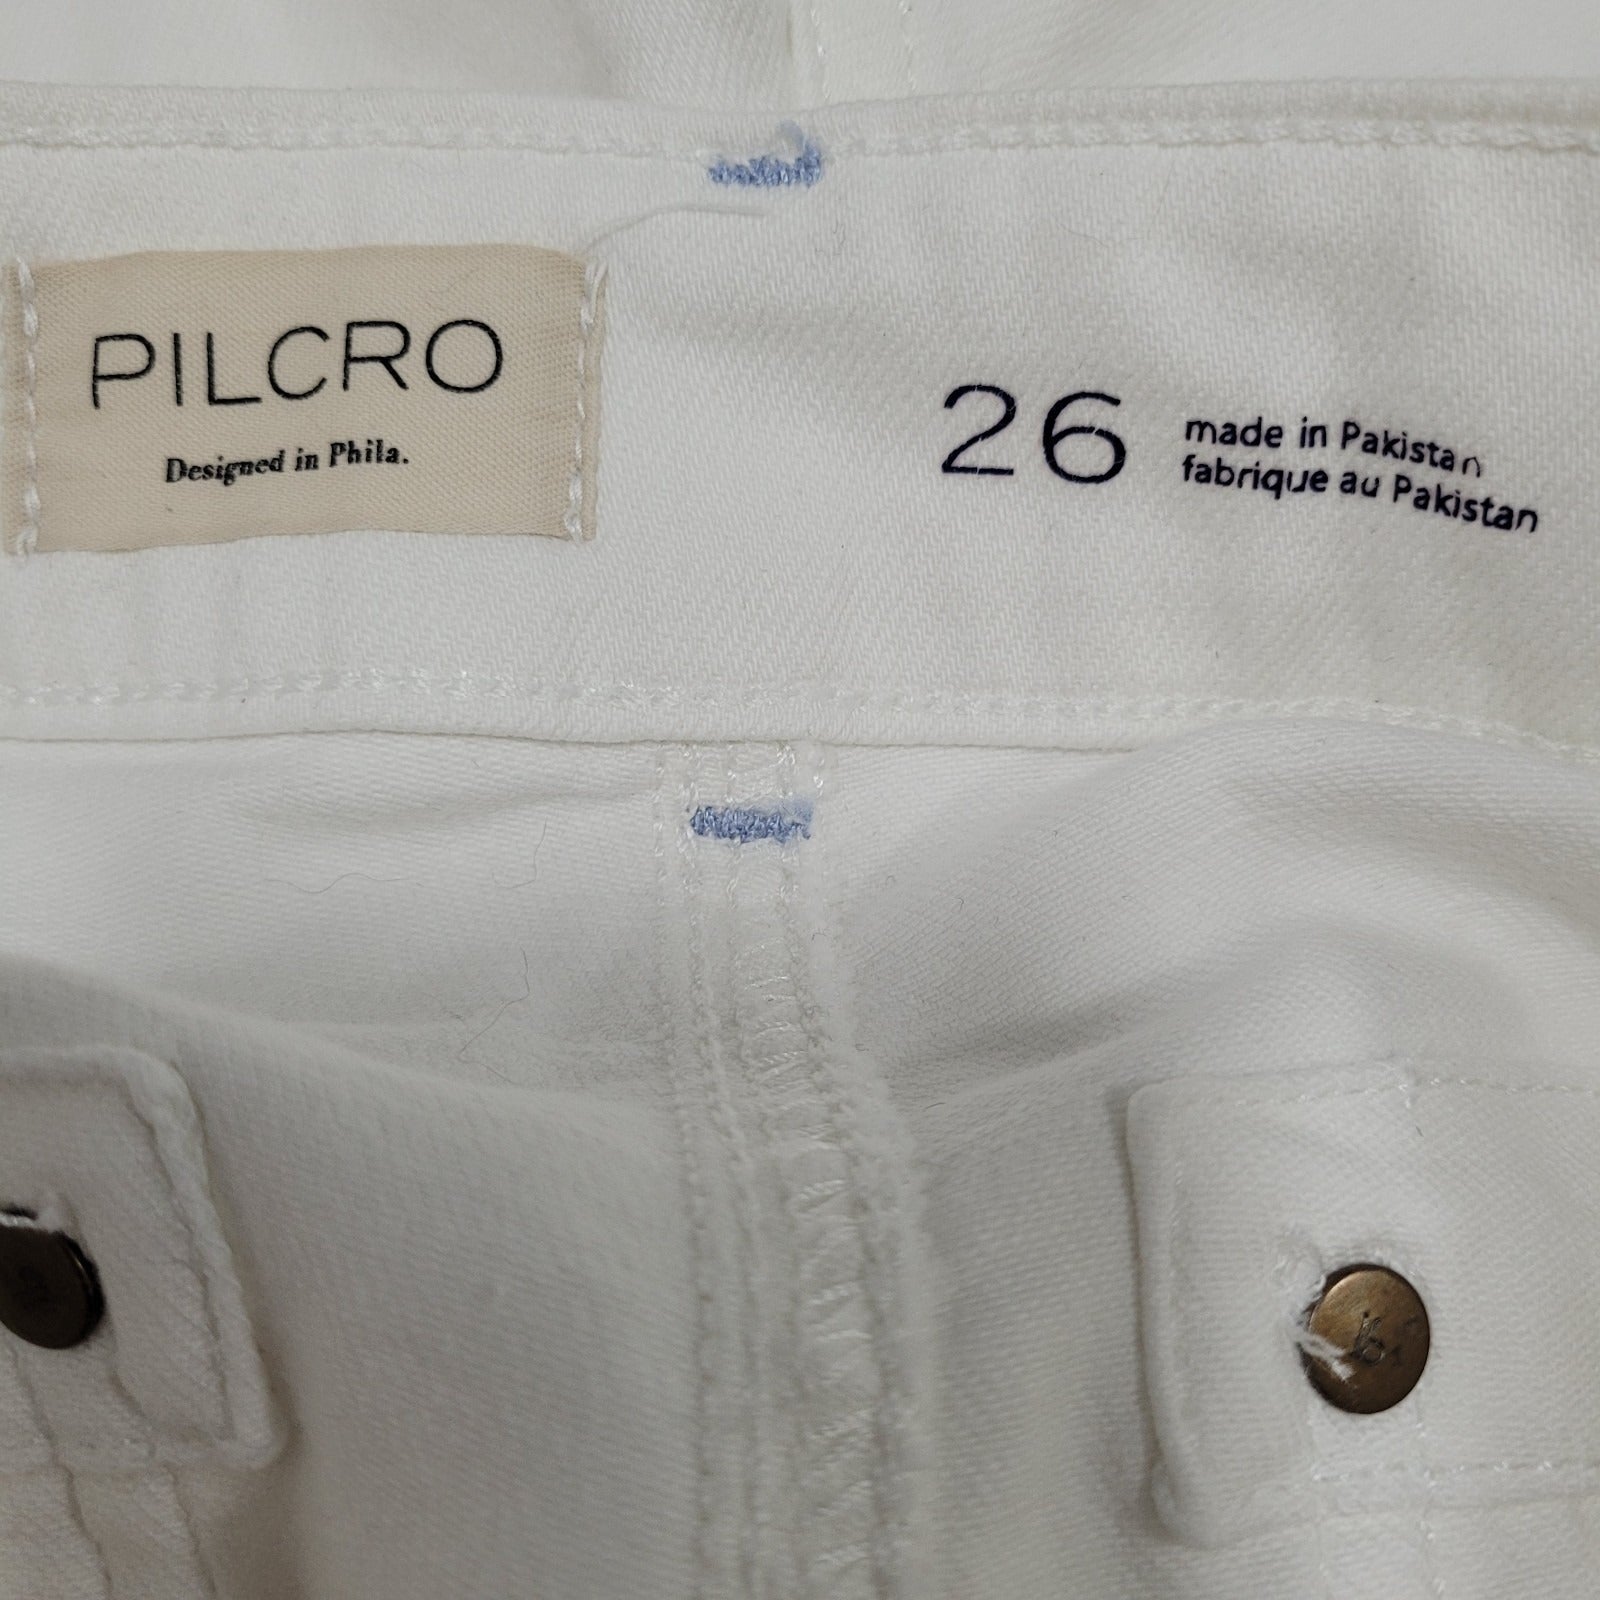 PILCRO
Designed in Phila.
26
made in Pakistan
fabrique au Pakistan